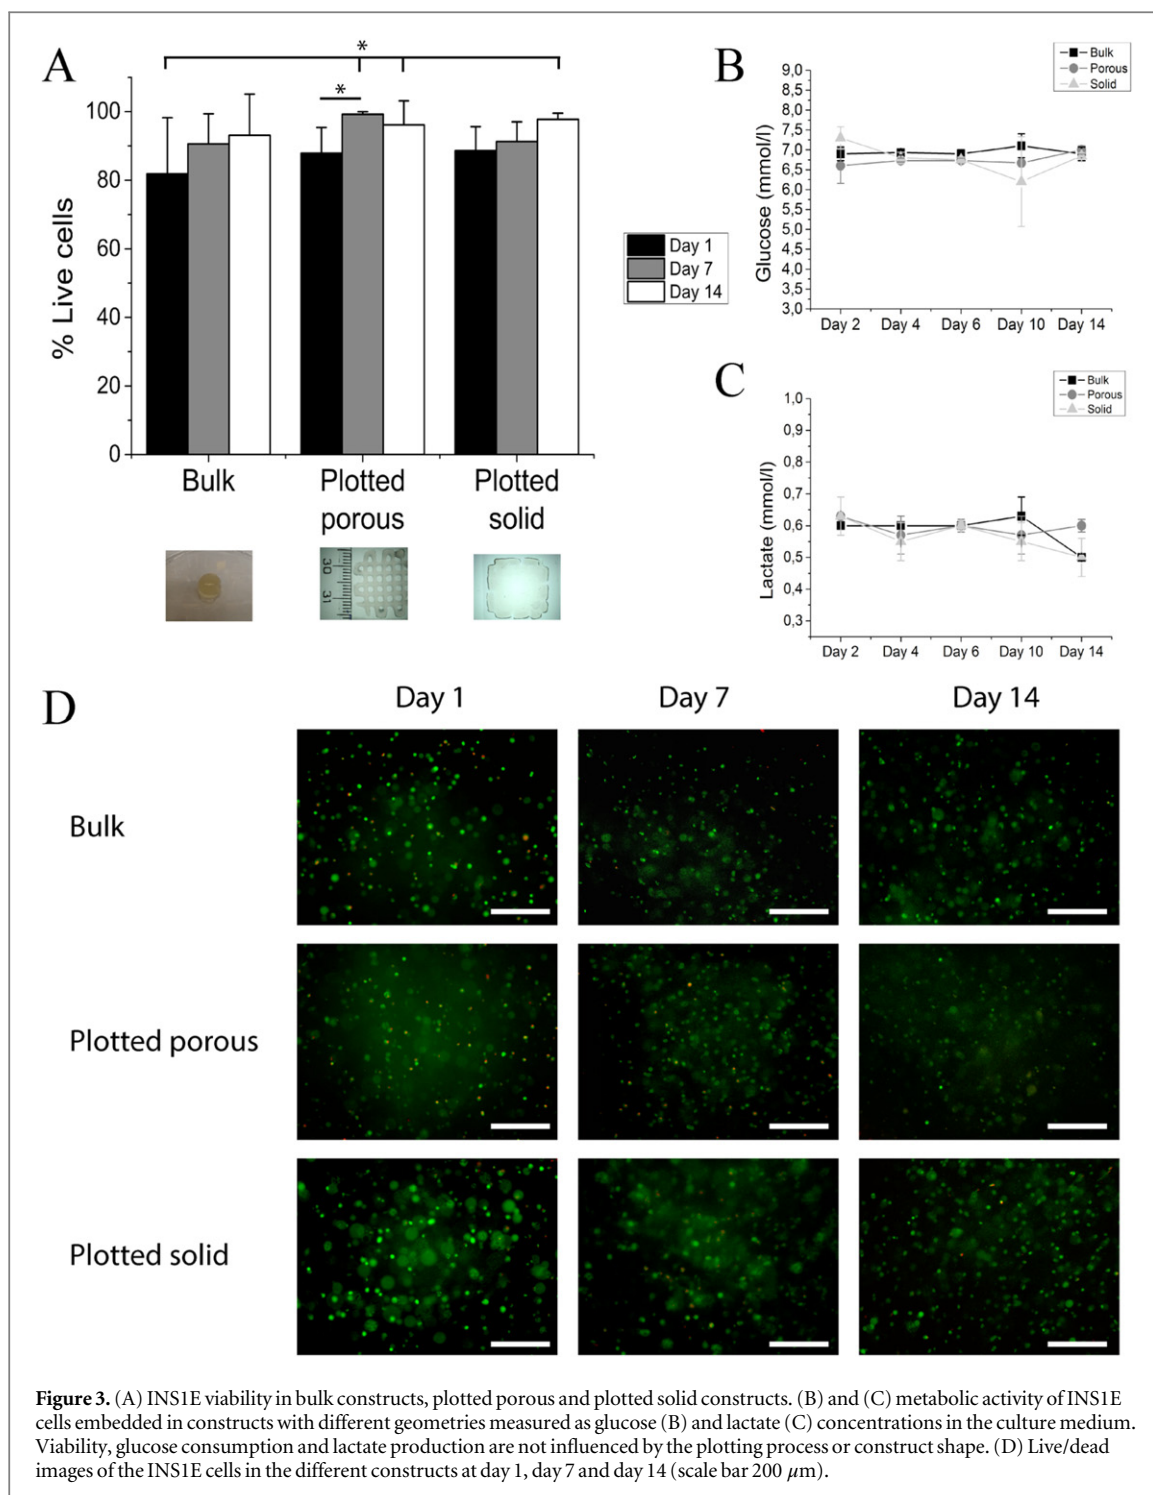 A
*
*
100
80
60
40
20
0
% Live cells
Bulk
Plotted
porous
Plotted
solid
30
31
Day 1
Day 7
Day 14
B
Bulk
Porous
Solid
9,0
8,5
8,0
7,5
7,0
6,5
6,0
5,5
5,0
4,5
4,0
3,5
3,0
Glucose (mmol/l)
Day 2 Day 4 Day 6 Day 10 Day 14
C
Bulk
Porous
Solid
1,0
0,9
0,8
0,7
0,6
0,5
0,4
0,3
Lactate (mmol/l)
Day 2 Day 4 Day 6 Day 10 Day 14
D
Day 1 Day 7 Day 14
Bulk
Plotted porous
Plotted solid
Figure 3. (A) INS1E viability in bulk constructs, plotted porous and plotted solid constructs. (B) and (C) metabolic activity of INS1E
cells embedded in constructs with different geometries measured as glucose (B) and lactate (C) concentrations in the culture medium.
Viability, glucose consumption and lactate production are not influenced by the plotting process or construct shape. (D) Live/dead
images of the INS1E cells in the different constructs at day 1, day 7 and day 14 (scale bar 200 μm).